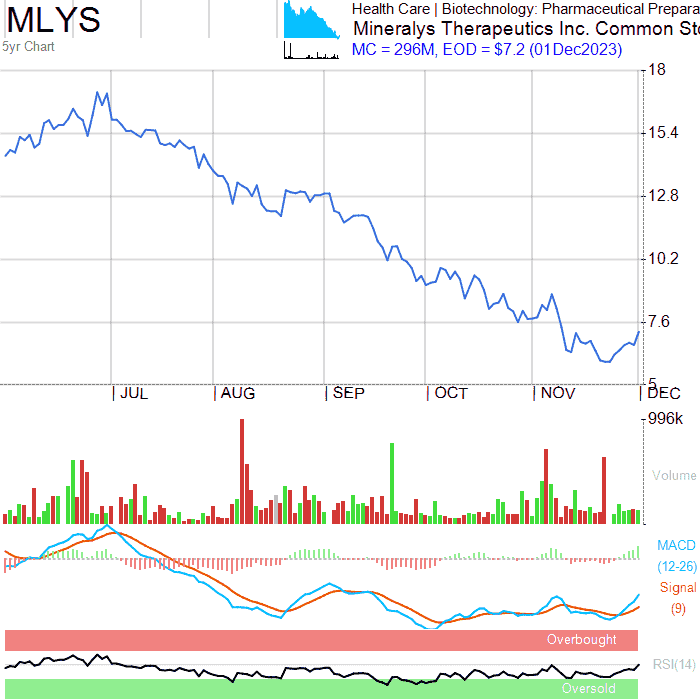 MLYS
5yr Chart
Health Care | Biotechnology: Pharmaceutical Prepara
Mineralys Therapeutics Inc. Common Sto
MC = 296M, EOD = $7.2 (01Dec2023)
18
15.4
12.8
10.2
7.6
5
JUL AUG SEP OCT NOV DEC
996k
Volume
MACD
(12-26)
Signal
(9)
Overbought
RSI(14)
Oversold